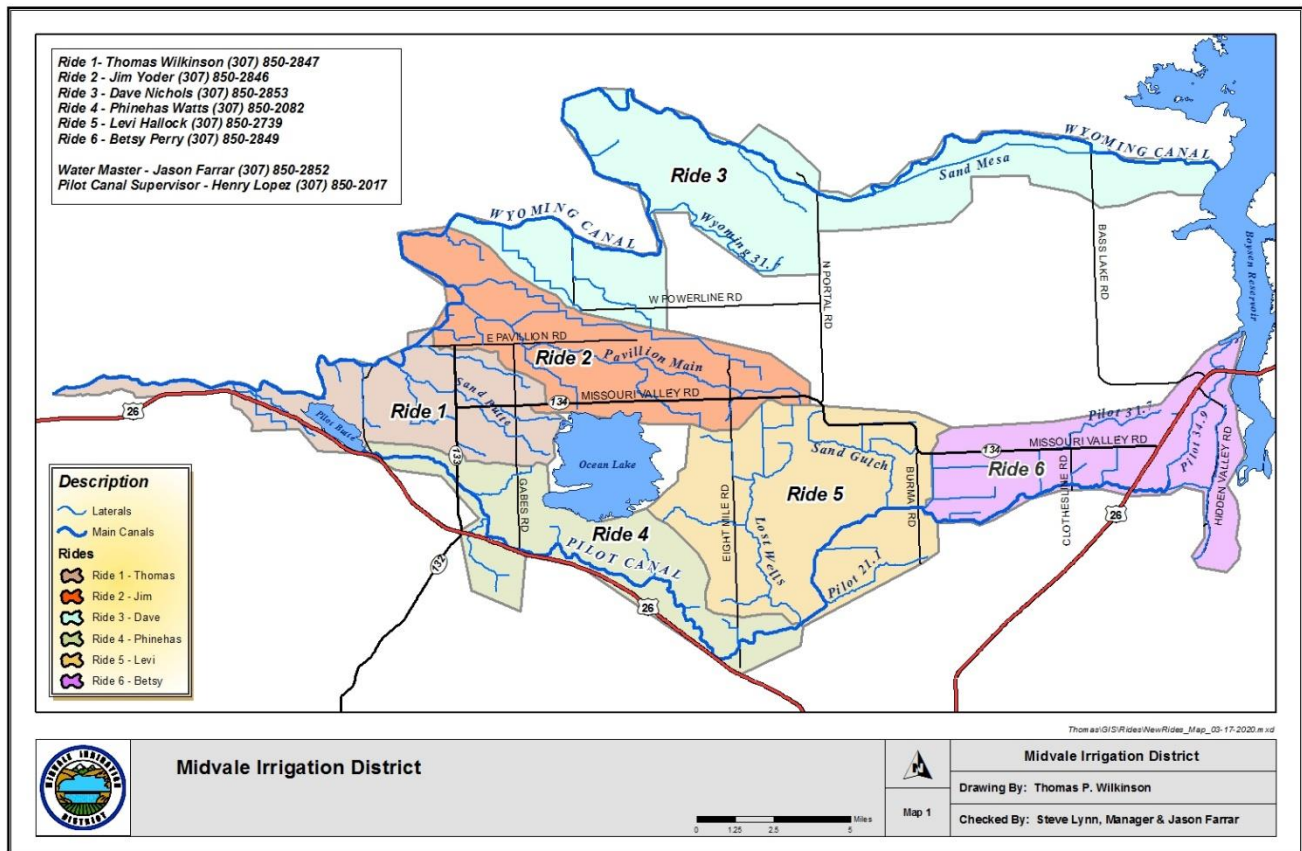 Ride 1- Thomas Wilkinson (307) 850-2847
Ride 2 - Jim Yoder (307) 850-2846
Ride 3 - Dave Nichols (307) 850-2853
Ride 4 - Phinehas Watts (307) 850-2082
Ride 5 - Levi Hallock (307) 850-2739
Ride 6 - Betsy Perry (307) 850-2849
Water Master - Jason Farrar (307) 850-2852
Pilot Canal Supervisor - Henry Lopez (307) 850-2017
WYOMING CANAL
Sand Mesa
Ride 3
WYOMING CANAL
Wyoming 31.7
N PORTAL RD
BASS LAKE RD
Boysen Reservoir
W POWERLINE RD
E PAVILLION RD
Ride 2
Pavillion Main
Sand Butte
Ride 1
134
MISSOURI VALLEY RD
26
Pilot Butte
133
GABES RD
Ocean Lake
EIGHT MILE RD
Sand Gulch
BURMA RD
Pilot 31.7
134
MISSOURI VALLEY RD
Ride 6
Pilot 34.9
HIDDEN VALLEY RD
CLOTHESLINE RD
26
Ride 5
Ride 4
PILOT CANAL
Lost Wells
Pilot 21.1
132
26
Description
Laterals
Main Canals
Rides
Ride 1 - Thomas
Ride 2 - Jim
Ride 3 - Dave
Ride 4 - Phinehas
Ride 5 - Levi
Ride 6 - Betsy
Thomas\GIS\Rides\NewRides_Map_03-17-2020.mxd
MIDVALE IRRIGATION
DISTRICT
Midvale Irrigation District
0 1.25 2.5 5
Miles
N
Map 1
Midvale Irrigation District
Drawing By: Thomas P. Wilkinson
Checked By: Steve Lynn, Manager & Jason Farrar